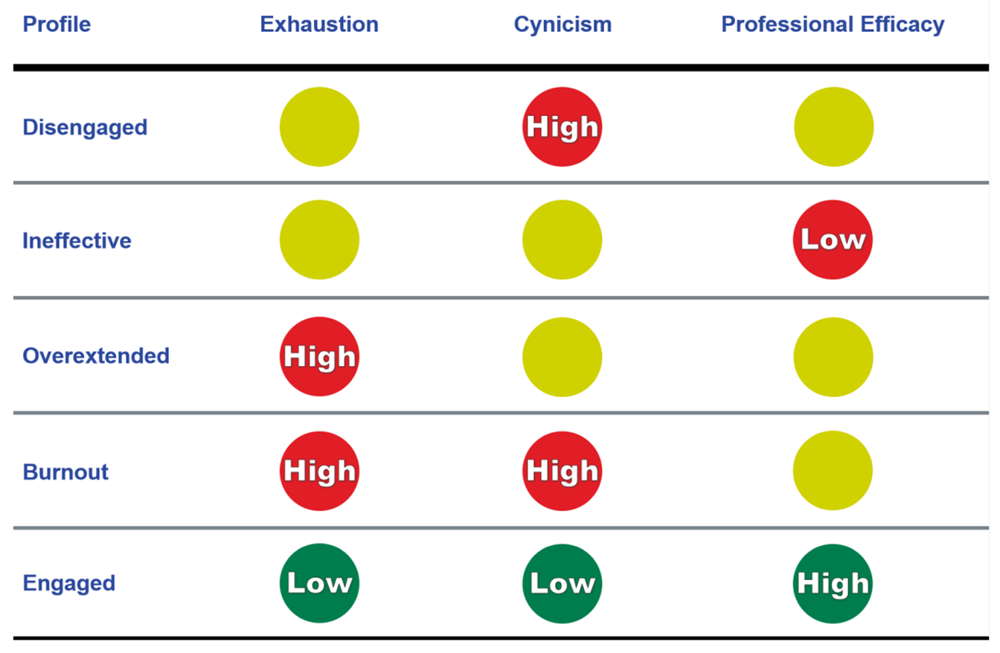 Profile Exhaustion Cynicism Professional Efficacy
Disengaged High
Ineffective Low
Overextended High
Burnout High High
Engaged Low Low High